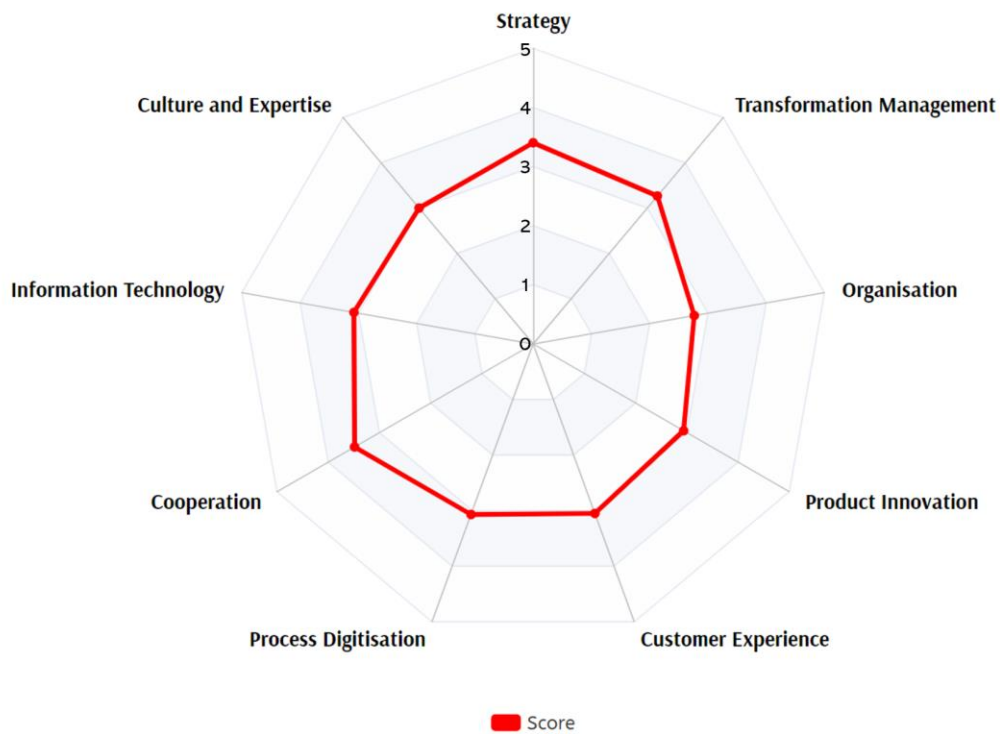 Strategy
5
Culture and Expertise
4
Transformation Management
3
2
Information Technology
1
Organisation
0
Cooperation
Product Innovation
Process Digitisation
Customer Experience
Score